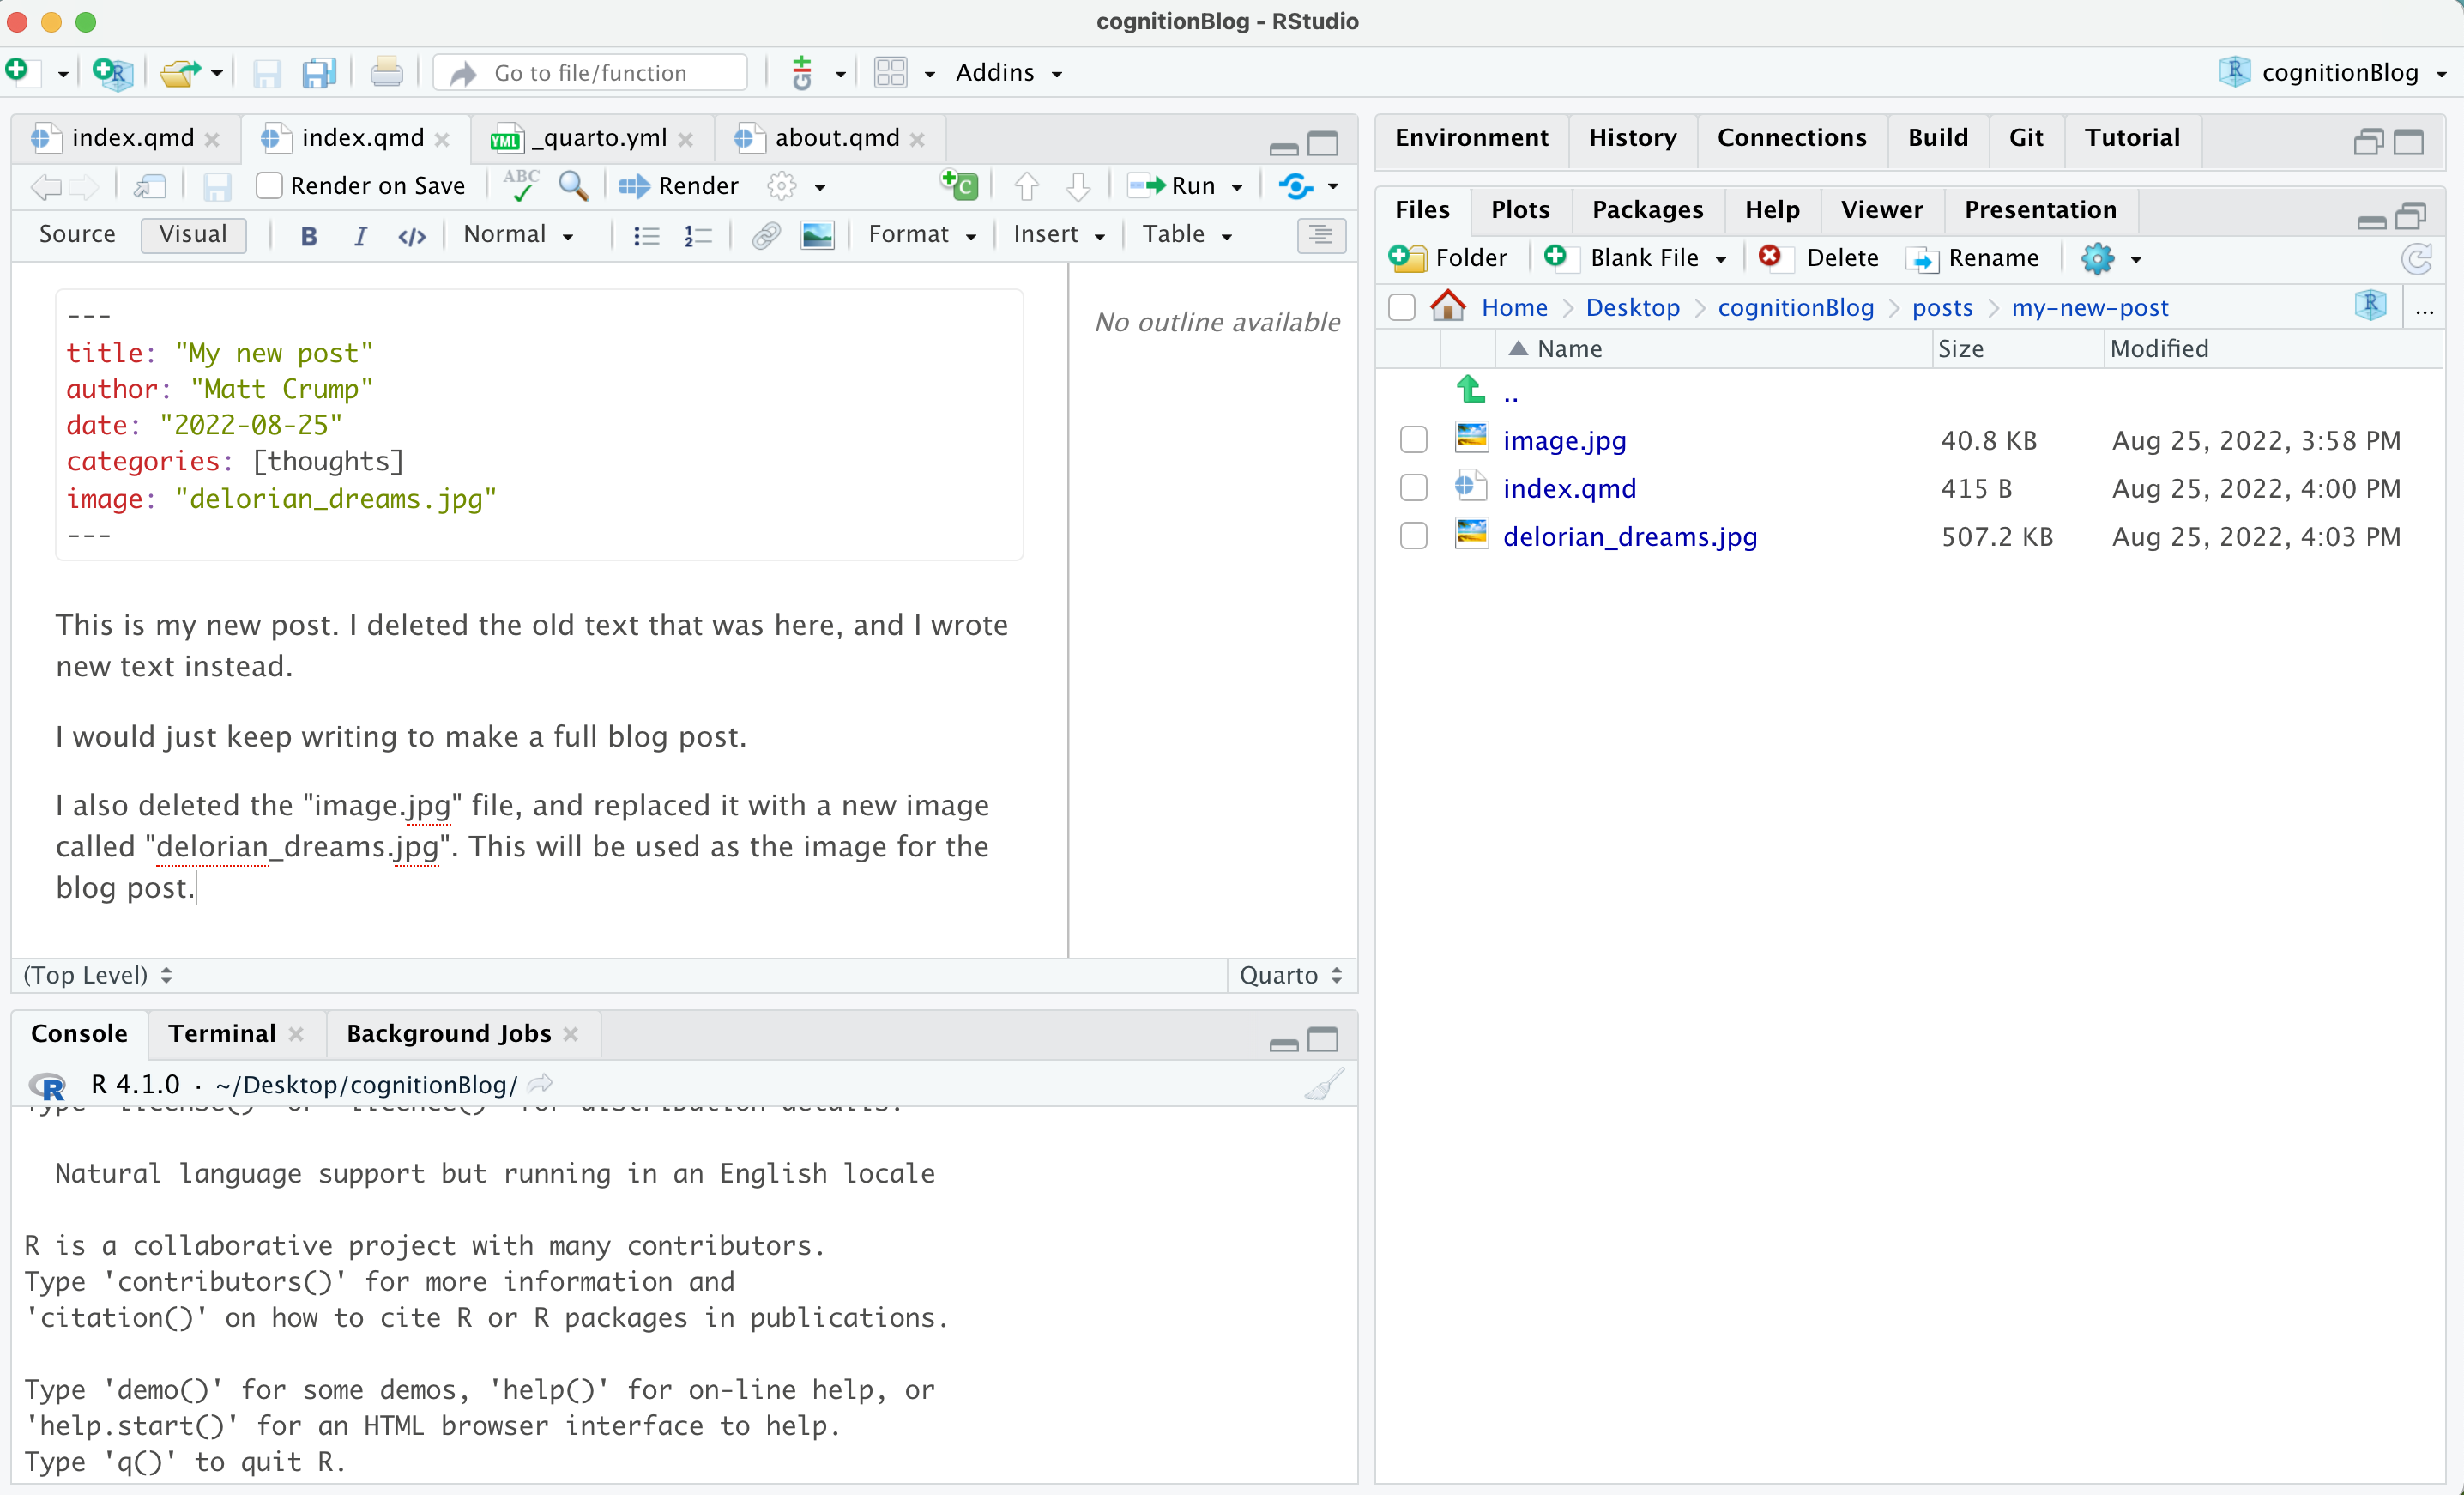 cognitionBlog - RStudio
Go to file/function
Addins
cognitionBlog
index.qmd
index.qmd
_quarto.yml
about.qmd
Render on Save
ABC
Render
Run
Source
Visual
B
I
</>
Normal
Format
Insert
Table
---
title: "My new post"
author: "Matt Crump"
date: "2022-08-25"
categories: [thoughts]
image: "delorian_dreams.jpg"
---
This is my new post. I deleted the old text that was here, and I wrote
new text instead.
I would just keep writing to make a full blog post.
I also deleted the "image.jpg" file, and replaced it with a new image
called "delorian_dreams.jpg". This will be used as the image for the
blog post.
No outline available
(Top Level)
Quarto
Console
Terminal
Background Jobs
R 4.1.0 · ~/Desktop/cognitionBlog/
Type 'license()' or 'licence()' for distribution details.
Natural language support but running in an English locale
R is a collaborative project with many contributors.
Type 'contributors()' for more information and
'citation()' on how to cite R or R packages in publications.
Type 'demo()' for some demos, 'help()' for on-line help, or
'help.start()' for an HTML browser interface to help.
Type 'q()' to quit R.
Environment
History
Connections
Build
Git
Tutorial
Files
Plots
Packages
Help
Viewer
Presentation
Folder
Blank File
Delete
Rename
Home
Desktop
cognitionBlog
posts
my-new-post
...
Name Size Modified
..
image.jpg 40.8 KB Aug 25, 2022, 3:58 PM
index.qmd 415 B Aug 25, 2022, 4:00 PM
delorian_dreams.jpg 507.2 KB Aug 25, 2022, 4:03 PM